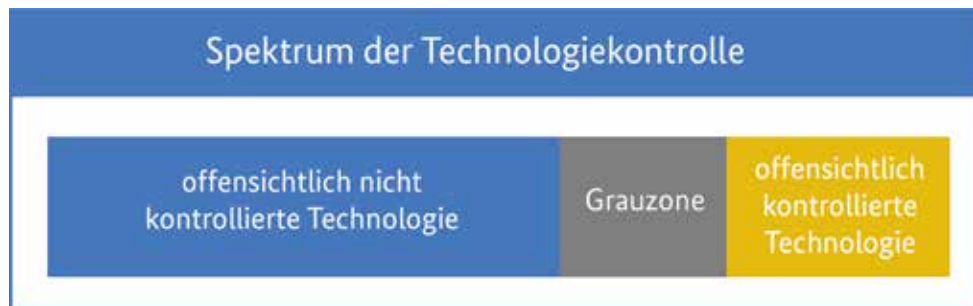 Spektrum der Technologiekontrolle
offensichtlich nicht
kontrollierte Technologie
Grauzone
offensichtlich
kontrollierte
Technologie